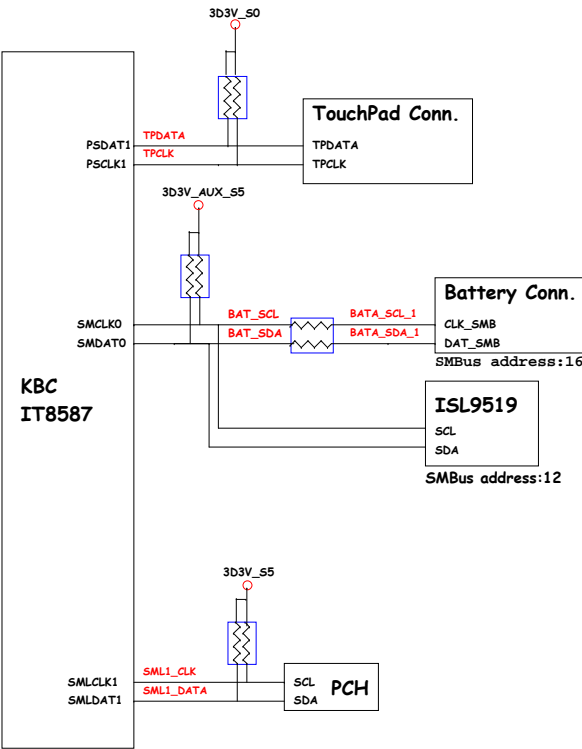 3D3V_S0
TouchPad Conn.
PSDAT1 TPDATA TPDATA
PSCLK1 TPCLK TPCLK
3D3V_AUX_S5
Battery Conn.
SMCLK0 BAT_SCL BATA_SCL_1 CLK_SMB
SMDAT0 BAT_SDA BATA_SDA_1 DAT_SMB
SMBus address:16
KBC
IT8587
ISL9519
SCL
SDA
SMBus address:12
3D3V_S5
SMLCLK1 SML1_CLK SCL
SMLDAT1 SML1_DATA SDA
PCH